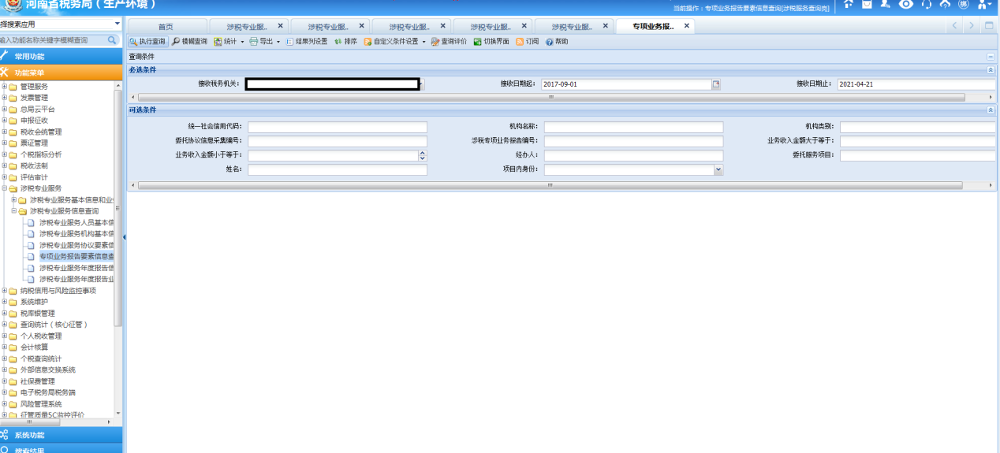 河南省税务局（生产环境）
当前操作：专项业务报告要素信息查询[涉税服务查询岗]
择搜索应用
首页 涉税专业服.. 涉税专业服.. 涉税专业服.. 涉税专业服.. 涉税专业服.. 专项业务报..
输入功能名称关键字模糊查询
执行查询 模糊查询 统计 导出 结果列设置 排序 自定义条件设置 查询评价 切换界面 订阅 帮助
常用功能
功能菜单
管理服务
发票管理
总局云平台
申报征收
税收会统管理
票证管理
个税指标分析
税收法制
评估审计
涉税专业服务
涉税专业服务基本信息和业
涉税专业服务信息查询
涉税专业服务人员基本信
涉税专业服务机构基本信
涉税专业服务协议要素信
专项业务报告要素信息查
涉税专业服务年度报告信
涉税专业服务年度报告业
纳税信用与风险监控事项
系统维护
税库银管理
查询统计（核心征管）
个人税收管理
会计核算
个税查询统计
外部信息交换系统
社保费管理
电子税务局税务端
风险管理系统
征管质量5C监控评价
系统功能
搜索结果
查询条件
必选条件
接收税务机关： 接收日期起： 2017-09-01 接收日期止： 2021-04-21
可选条件
统一社会信用代码： 机构名称： 机构类别：
委托协议信息采集编号： 涉税专项业务报告编号： 业务收入金额大于等于：
业务收入金额小于等于： 经办人： 委托服务项目：
姓名： 项目内身份：